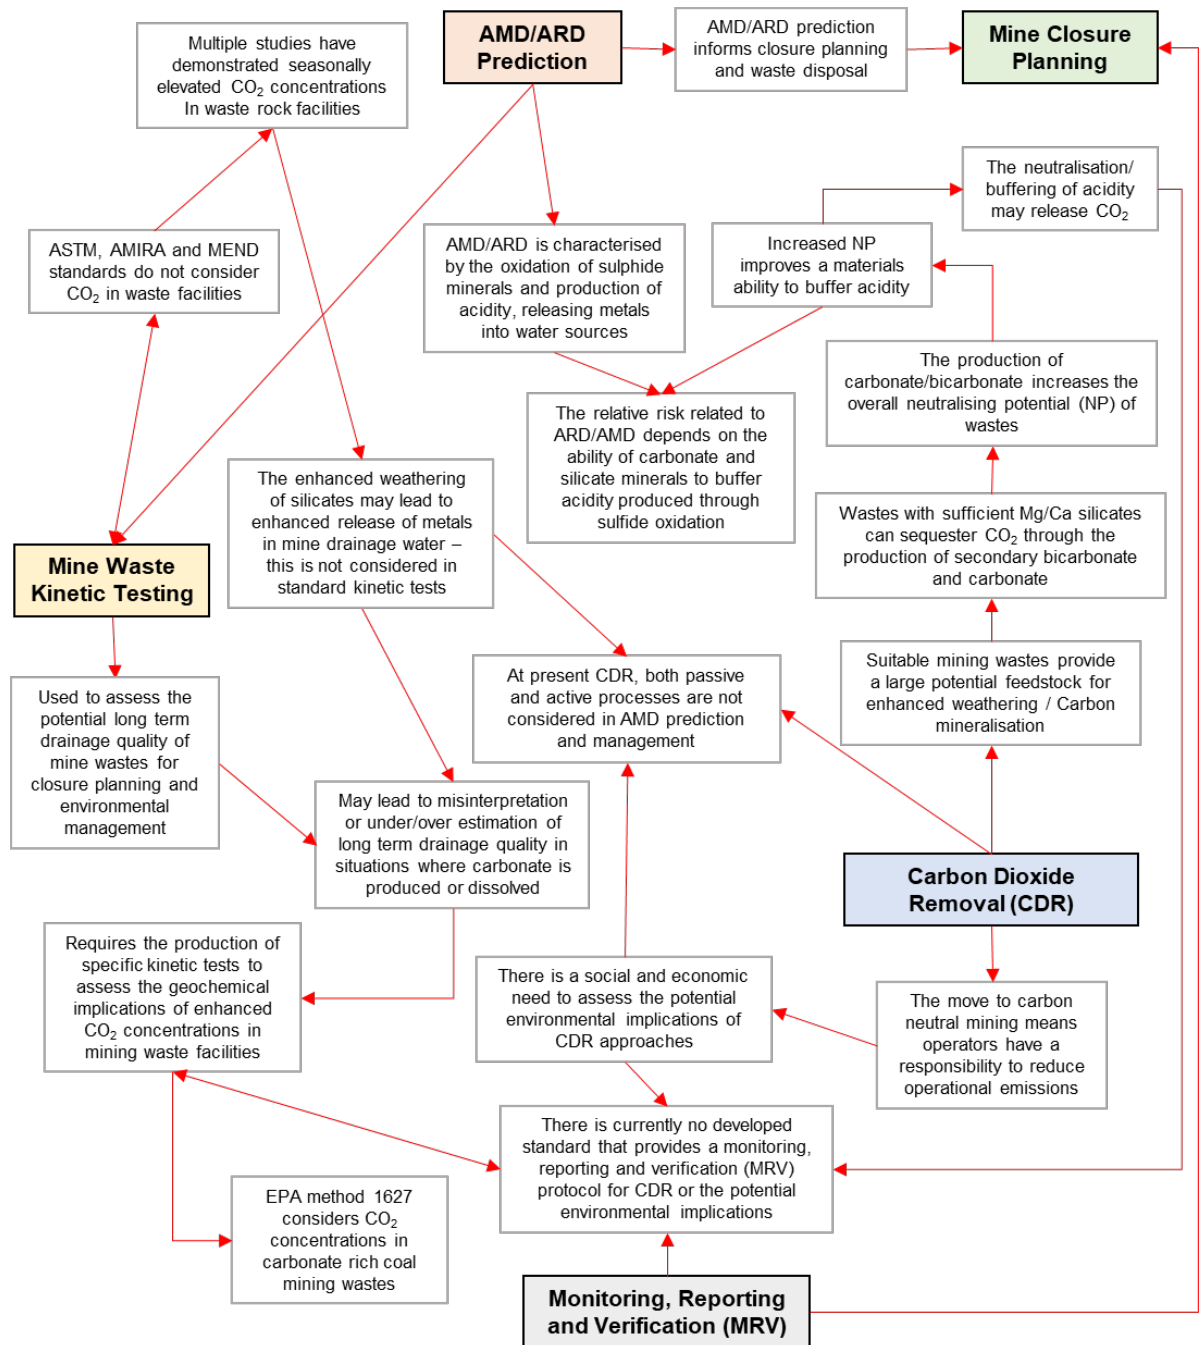 Multiple studies have
demonstrated seasonally
elevated CO₂ concentrations
In waste rock facilities
AMD/ARD
Prediction
AMD/ARD prediction
informs closure planning
and waste disposal
Mine Closure
Planning
The neutralisation/
buffering of acidity
may release CO₂
ASTM, AMIRA and MEND
standards do not consider
CO₂ in waste facilities
AMD/ARD is characterised
by the oxidation of sulphide
minerals and production of
acidity, releasing metals
into water sources
Increased NP
improves a materials
ability to buffer acidity
The production of
carbonate/bicarbonate increases the
overall neutralising potential (NP) of
wastes
The relative risk related to
ARD/AMD depends on the
ability of carbonate and
silicate minerals to buffer
acidity produced through
sulfide oxidation
The enhanced weathering
of silicates may lead to
enhanced release of metals
in mine drainage water –
this is not considered in
standard kinetic tests
Wastes with sufficient Mg/Ca silicates
can sequester CO₂ through the
production of secondary bicarbonate
and carbonate
Mine Waste
Kinetic Testing
At present CDR, both passive
and active processes are not
considered in AMD prediction
and management
Suitable mining wastes provide
a large potential feedstock for
enhanced weathering / Carbon
mineralisation
Used to assess the
potential long term
drainage quality of
mine wastes for
closure planning and
environmental
management
May lead to misinterpretation
or under/over estimation of
long term drainage quality in
situations where carbonate is
produced or dissolved
Carbon Dioxide
Removal (CDR)
Requires the production of
specific kinetic tests to
assess the geochemical
implications of enhanced
CO₂ concentrations in
mining waste facilities
There is a social and economic
need to assess the potential
environmental implications of
CDR approaches
The move to carbon
neutral mining means
operators have a
responsibility to reduce
operational emissions
There is currently no developed
standard that provides a monitoring,
reporting and verification (MRV)
protocol for CDR or the potential
environmental implications
EPA method 1627
considers CO₂
concentrations in
carbonate rich coal
mining wastes
Monitoring, Reporting
and Verification (MRV)